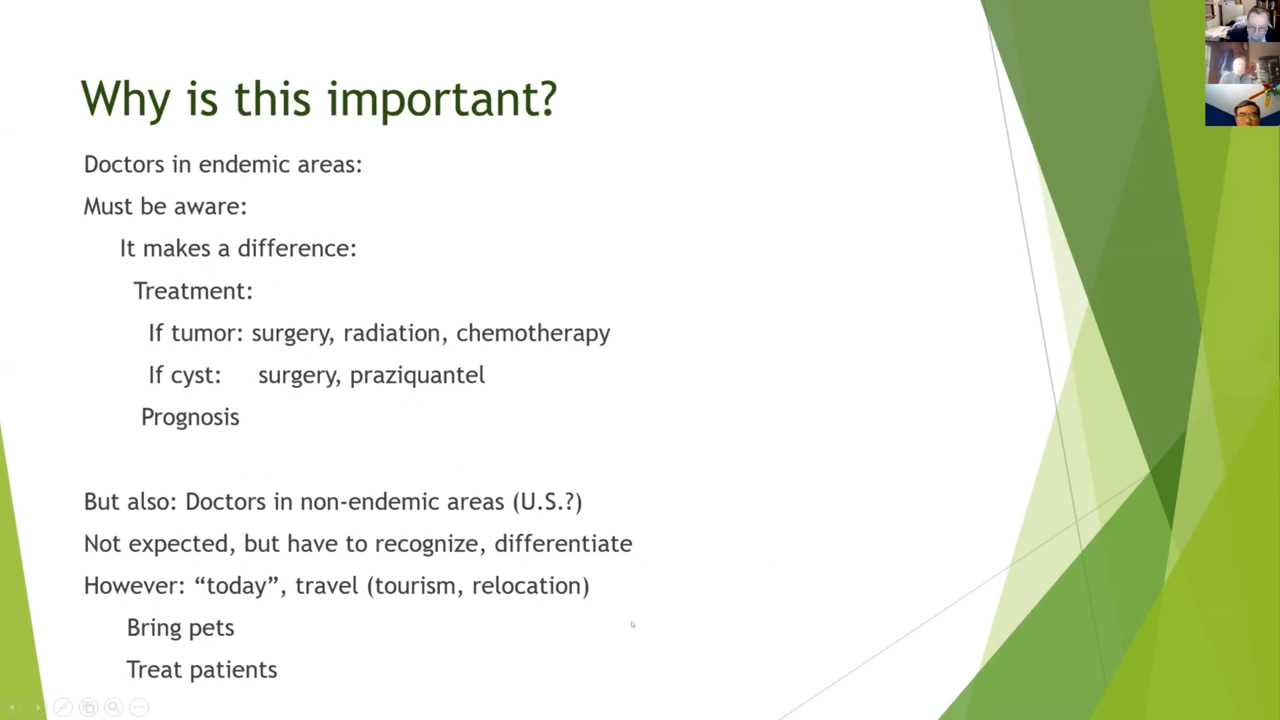 Why is this important?
Doctors in endemic areas:
Must be aware:
It makes a difference:
Treatment:
If tumor: surgery, radiation, chemotherapy
If cyst: surgery, praziquantel
Prognosis
But also: Doctors in non-endemic areas (U.S.?)
Not expected, but have to recognize, differentiate
However: “today”, travel (tourism, relocation)
Bring pets
Treat patients